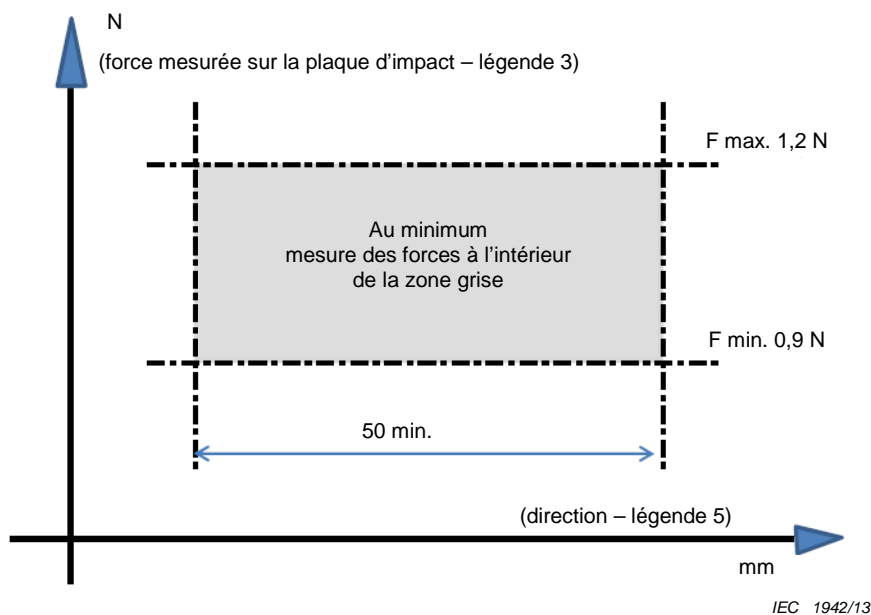 N
(force mesurée sur la plaque d'impact – légende 3)
F max. 1,2 N
Au minimum
mesure des forces à l'intérieur
de la zone grise
F min. 0,9 N
50 min.
(direction – légende 5)
mm
IEC 1942/13